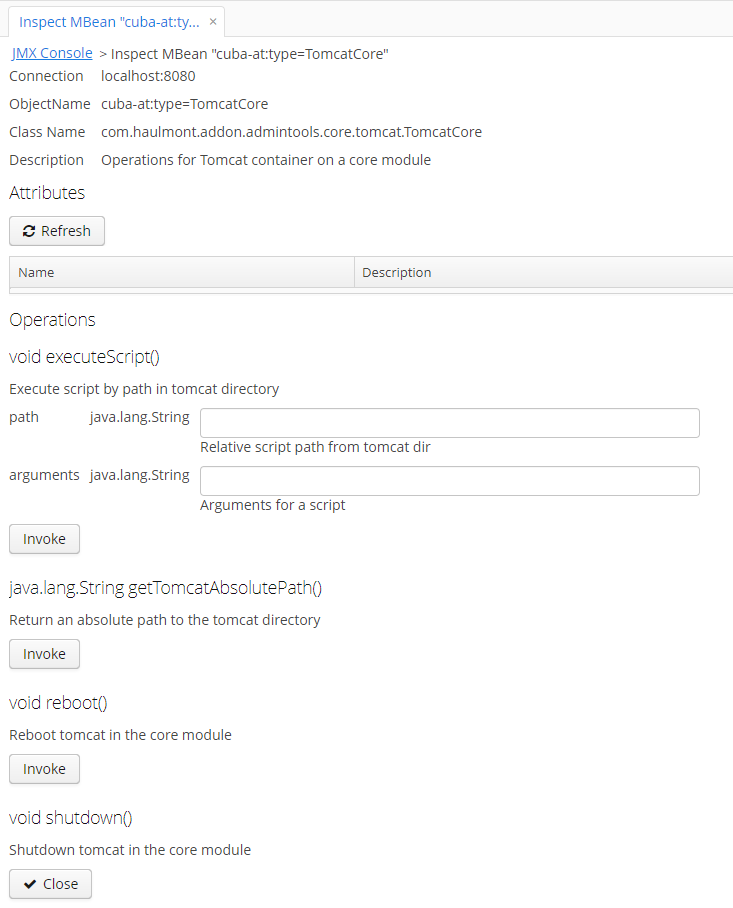 Inspect MBean "cuba-at:ty... ×
JMX Console > Inspect MBean "cuba-at:type=TomcatCore"
Connection localhost:8080
ObjectName cuba-at:type=TomcatCore
Class Name com.haulmont.addon.admintools.core.tomcat.TomcatCore
Description Operations for Tomcat container on a core module
Attributes
Refresh
Name Description
Operations
void executeScript()
Execute script by path in tomcat directory
path java.lang.String
Relative script path from tomcat dir
arguments java.lang.String
Arguments for a script
Invoke
java.lang.String getTomcatAbsolutePath()
Return an absolute path to the tomcat directory
Invoke
void reboot()
Reboot tomcat in the core module
Invoke
void shutdown()
Shutdown tomcat in the core module
Close